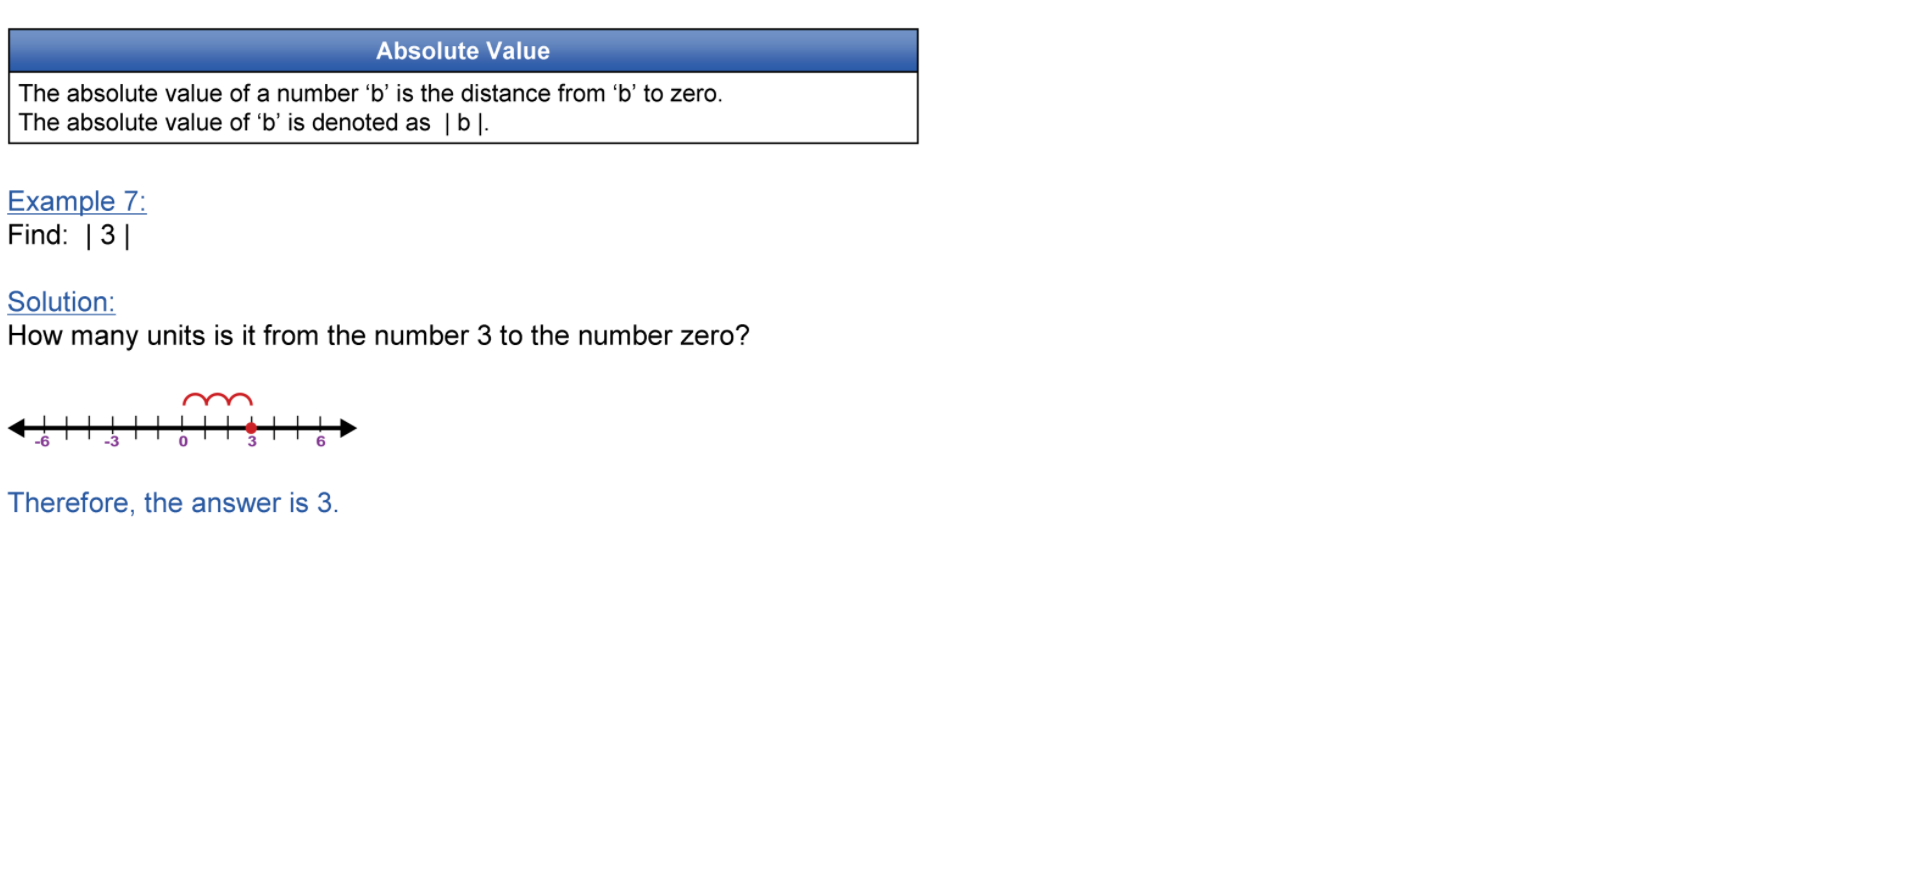 Absolute Value
The absolute value of a number ‘b’ is the distance from ‘b’ to zero.
The absolute value of ‘b’ is denoted as | b |.
Example 7:
Find: | 3 |
Solution:
How many units is it from the number 3 to the number zero?
-6 -3 0 3 6
Therefore, the answer is 3.